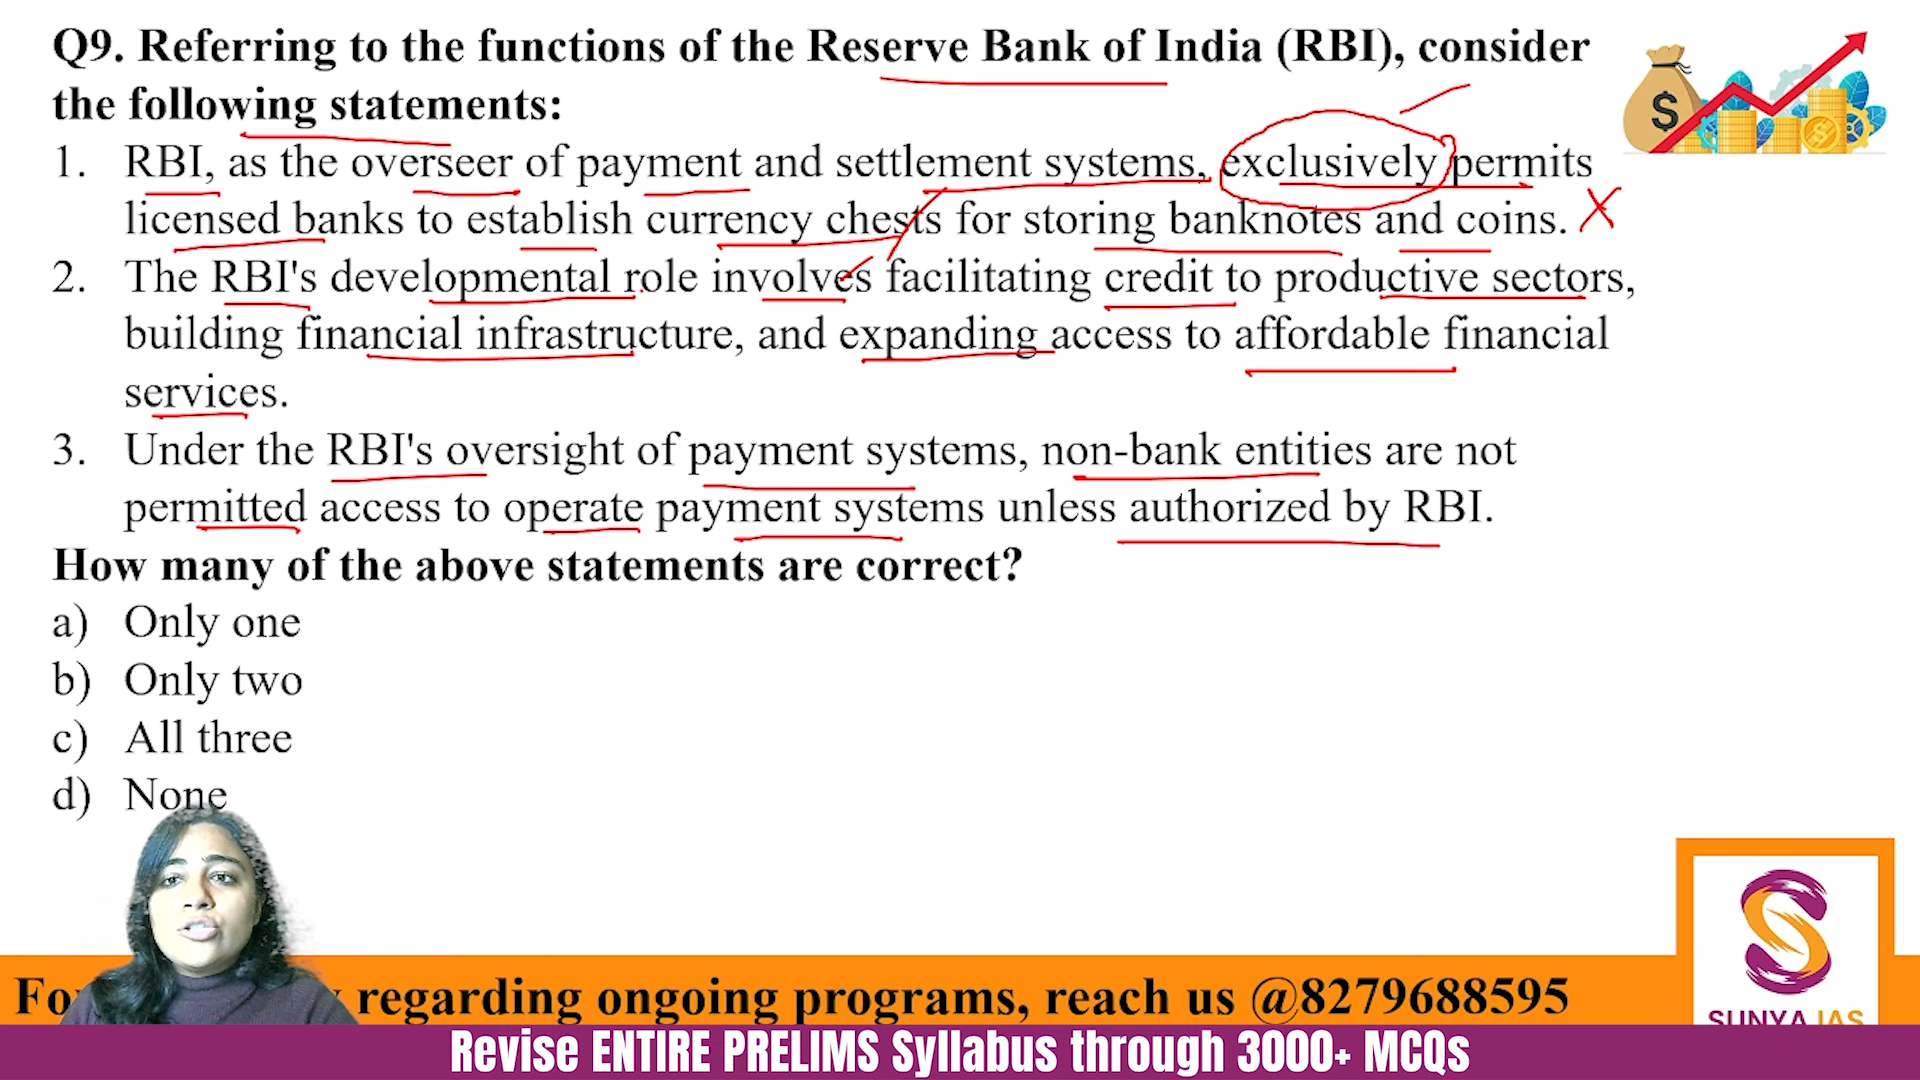 Q9. Referring to the functions of the Reserve Bank of India (RBI), consider
the following statements:
1. RBI, as the overseer of payment and settlement systems, exclusively permits
licensed banks to establish currency chests for storing banknotes and coins.
2. The RBI's developmental role involves facilitating credit to productive sectors,
building financial infrastructure, and expanding access to affordable financial
services.
3. Under the RBI's oversight of payment systems, non-bank entities are not
permitted access to operate payment systems unless authorized by RBI.
How many of the above statements are correct?
a) Only one
b) Only two
c) All three
d) None
regarding ongoing programs, reach us @8279688595
SUNYA IAS
Revise ENTIRE PRELIMS Syllabus through 3000+ MCQs